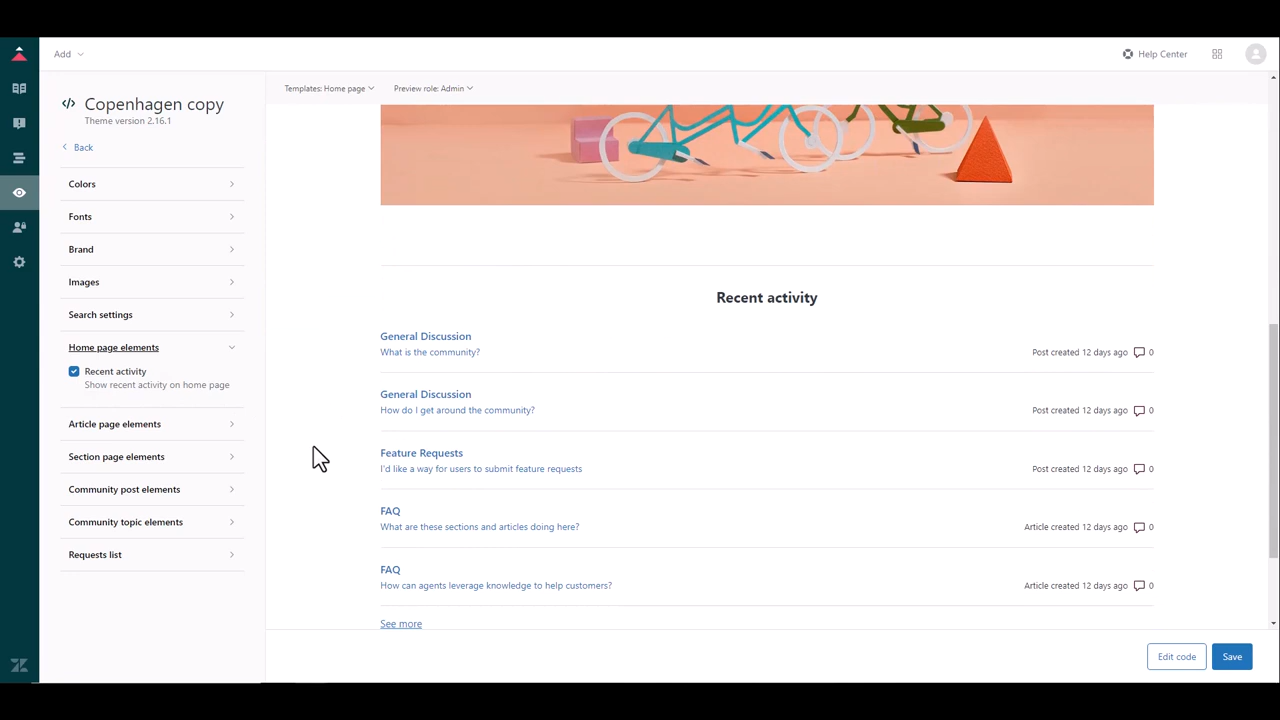 Add
Help Center
Copenhagen copy
Theme version 2.16.1
Back
Colors
Fonts
Brand
Images
Search settings
Home page elements
Recent activity
Show recent activity on home page
Article page elements
Section page elements
Community post elements
Community topic elements
Requests list
Templates: Home page
Preview role: Admin
Recent activity
General Discussion
What is the community?
Post created 12 days ago 0
General Discussion
How do I get around the community?
Post created 12 days ago 0
Feature Requests
I'd like a way for users to submit feature requests
Post created 12 days ago 0
FAQ
What are these sections and articles doing here?
Article created 12 days ago 0
FAQ
How can agents leverage knowledge to help customers?
Article created 12 days ago 0
See more
Edit code
Save